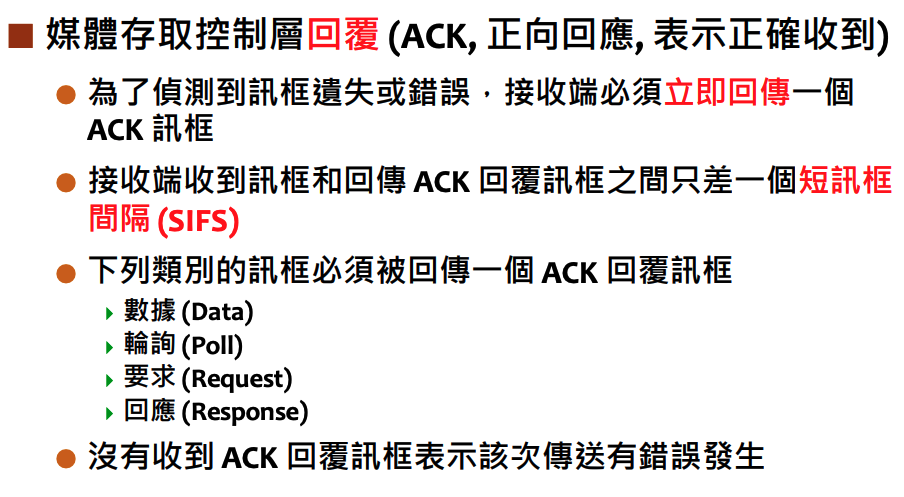 媒體存取控制層回覆 (ACK, 正向回應, 表示正確收到)
為了偵測到訊框遺失或錯誤，接收端必須立即回傳一個
ACK 訊框
接收端收到訊框和回傳 ACK 回覆訊框之間只差一個短訊框
間隔 (SIFS)
下列類別的訊框必須被回傳一個 ACK 回覆訊框
數據 (Data)
輪詢 (Poll)
要求 (Request)
回應 (Response)
沒有收到 ACK 回覆訊框表示該次傳送有錯誤發生